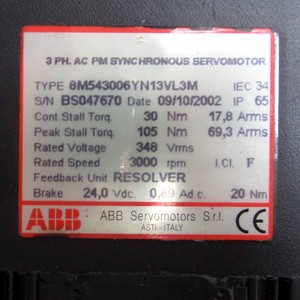 3 PH. AC PM SYNCHRONOUS SERVOMOTOR
TYPE 8M543006YN13VL3M IEC 34
S/N BS047670 Date 09/10/2002 IP 65
Cont.Stall Torq. 30 Nm 17,8 Arms
Peak Stall Torq. 105 Nm 69,3 Arms
Rated Voltage 348 Vrms
Rated Speed 3000 rpm I.Cl. F
Feedback Unit RESOLVER
Brake 24,0 Vdc. 0,89 Ad.c. 20 Nm
ABB ABB Servomotors S.r.l. CE
ASTI - ITALY